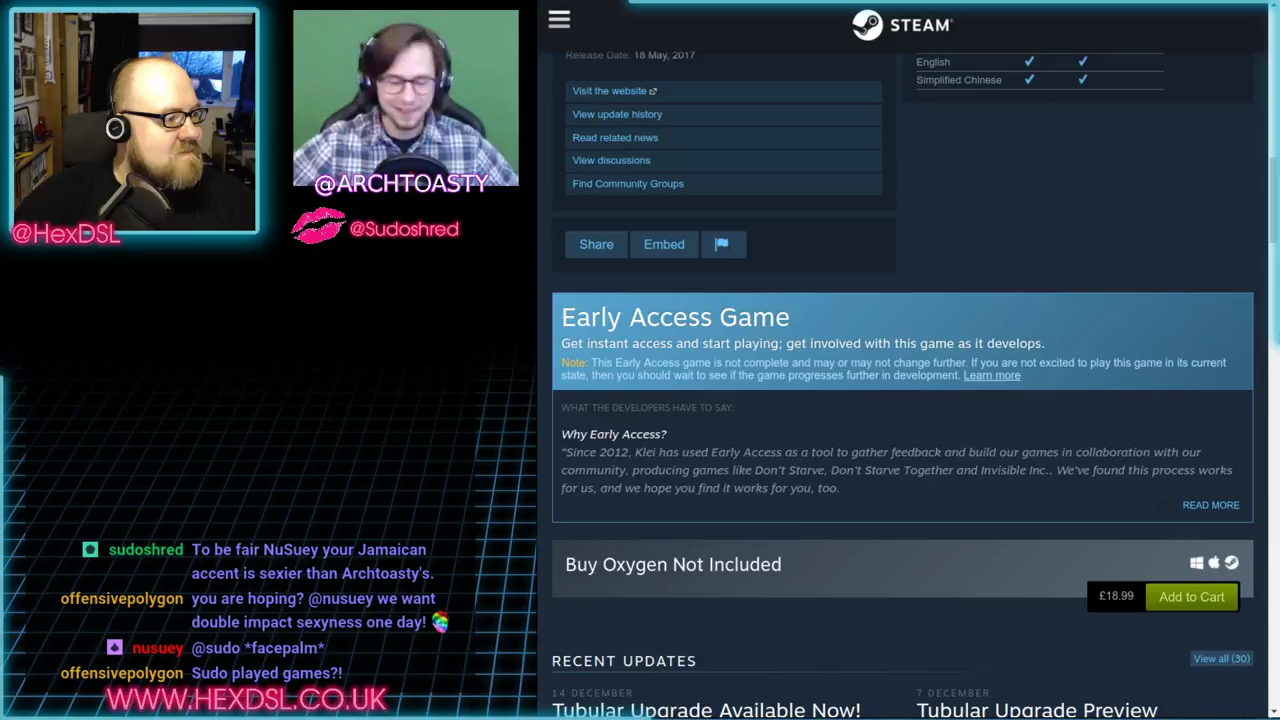 @HexDSL
@ARCHTOASTY
@Sudoshred
sudoshred To be fair NuSuey your Jamaican
accent is sexier than Archtoasty's.
offensivepolygon you are hoping? @nusuey we want
double impact sexyness one day!
nusuey @sudo *facepalm*
offensivepolygon Sudo played games?!
WWW.HEXDSL.CO.UK
STEAM
Release Date: 18 May, 2017
Visit the website
View update history
Read related news
View discussions
Find Community Groups
Share Embed
English
Simplified Chinese
Early Access Game
Get instant access and start playing; get involved with this game as it develops.
Note: This Early Access game is not complete and may or may not change further. If you are not excited to play this game in its current
state, then you should wait to see if the game progresses further in development. Learn more
WHAT THE DEVELOPERS HAVE TO SAY:
Why Early Access?
"Since 2012, Klei has used Early Access as a tool to gather feedback and build our games in collaboration with our
community, producing games like Don't Starve, Don't Starve Together and Invisible Inc.. We've found this process works
for us, and we hope you find it works for you, too.
READ MORE
Buy Oxygen Not Included
£18.99 Add to Cart
RECENT UPDATES View all (30)
14 DECEMBER 7 DECEMBER
Tubular Upgrade Available Now! Tubular Upgrade Preview